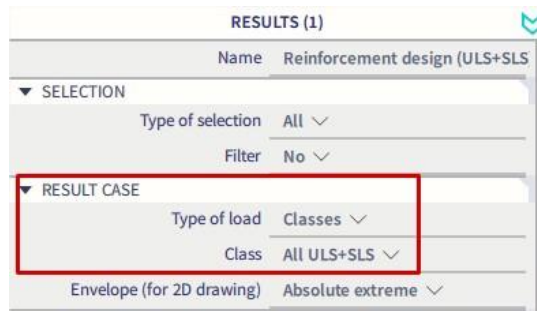 RESULTS (1)
Name Reinforcement design (ULS+SLS
SELECTION
Type of selection All
Filter No
RESULT CASE
Type of load Classes
Class All ULS+SLS
Envelope (for 2D drawing) Absolute extreme